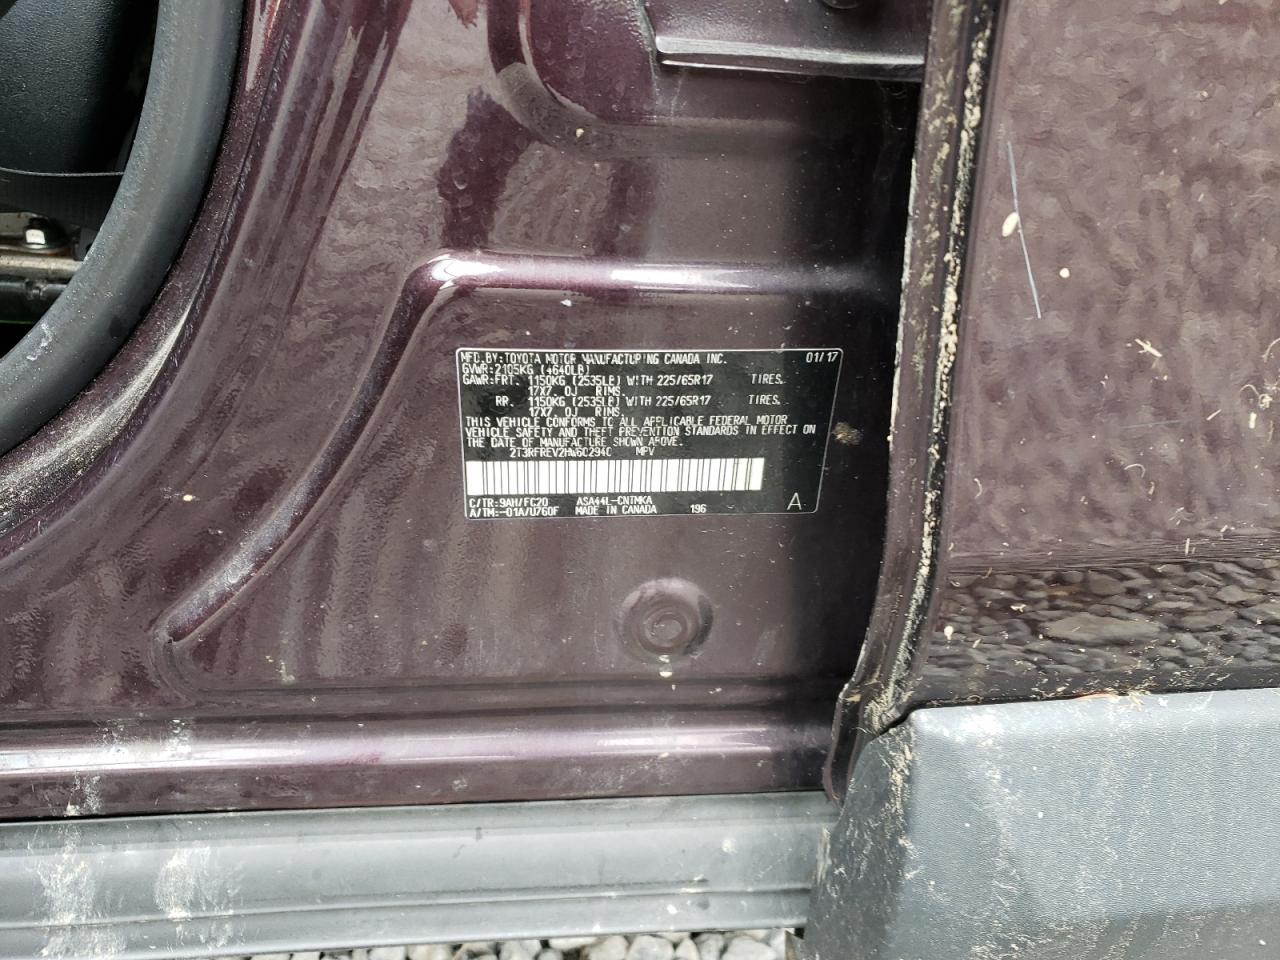 MFD. BY: TOYOTA MOTOR MANUFACTURING CANADA INC. 01/17
GVWR: 2105KG (4640LB)
GAWR: FRT. 1150KG (2535LB) WITH 225/65R17 TIRES.
17X7.0J RIMS
RR. 1150KG (2535LB) WITH 225/65R17 TIRES.
17X7.0J RIMS
THIS VEHICLE CONFORMS TO ALL APPLICABLE FEDERAL MOTOR
VEHICLE SAFETY AND THEFT PREVENTION STANDARDS IN EFFECT ON
THE DATE OF MANUFACTURE SHOWN ABOVE.
2T3RFREV2HW602940 MPV
C/TR: 9AH/FC20 ASA44L-CNTMKA
A/TM: -01A/U760F MADE IN CANADA 196 A